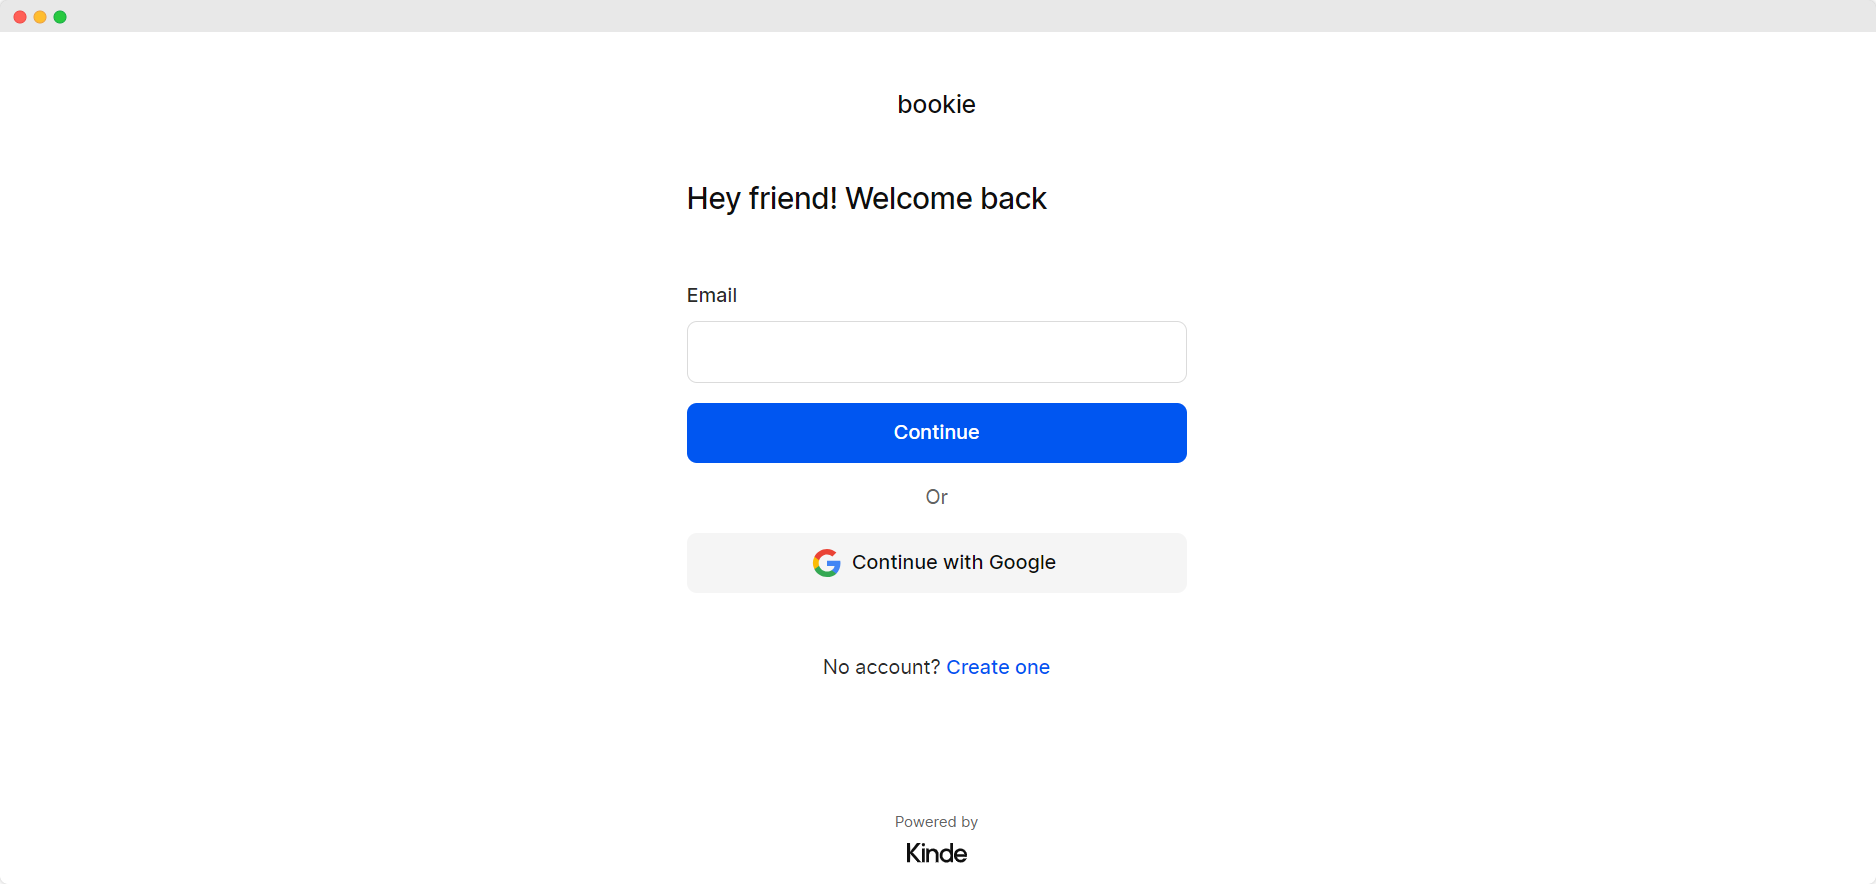 bookie
Hey friend! Welcome back
Email
Continue
Or
Continue with Google
No account? Create one
Powered by
Kinde